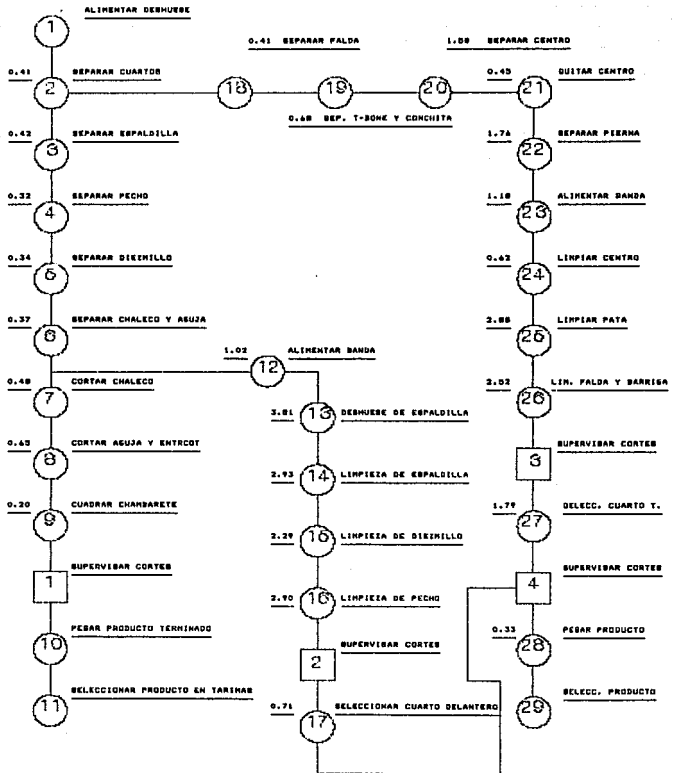 ALIMENTAR DESHUESE
1
0.41 SEPARAR FALDA
1.58 SEPARAR CENTRO
0.41 2 SEPARAR CUARTOS
18
19
20
0.45 21 QUITAR CENTRO
0.68 SEP. T-BONE Y CONCHITA
0.42 3 SEPARAR ESPALDILLA
1.76 22 SEPARAR PIERNA
0.32 4 SEPARAR PECHO
1.18 23 ALIMENTAR BANDA
0.34 5 SEPARAR DIEZMILLO
0.62 24 LIMPIAR CENTRO
0.37 6 SEPARAR CHALECO Y AGUJA
2.88 25 LIMPIAR PATA
1.02 12 ALIMENTAR BANDA
0.48 7 CORTAR CHALECO
2.52 26 LIM. FALDA Y BARRIGA
3.81 13 DESHUESE DE ESPALDILLA
0.65 8 CORTAR AGUJA Y ENTRCOT
3 SUPERVISAR CORTES
2.93 14 LIMPIEZA DE ESPALDILLA
0.20 9 CUADRAR CHAMBARETE
1.79 27 DELECC. CUARTO T.
2.29 15 LIMPIEZA DE DIEZMILLO
1 SUPERVISAR CORTES
4 SUPERVISAR CORTES
2.90 16 LIMPIEZA DE PECHO
10 PESAR PRODUCTO TERMINADO
0.33 28 PESAR PRODUCTO
2 SUPERVISAR CORTES
11 SELECCIONAR PRODUCTO EN TARIMAS
29 SELECC. PRODUCTO
0.71 17 SELECCIONAR CUARTO DELANTERO